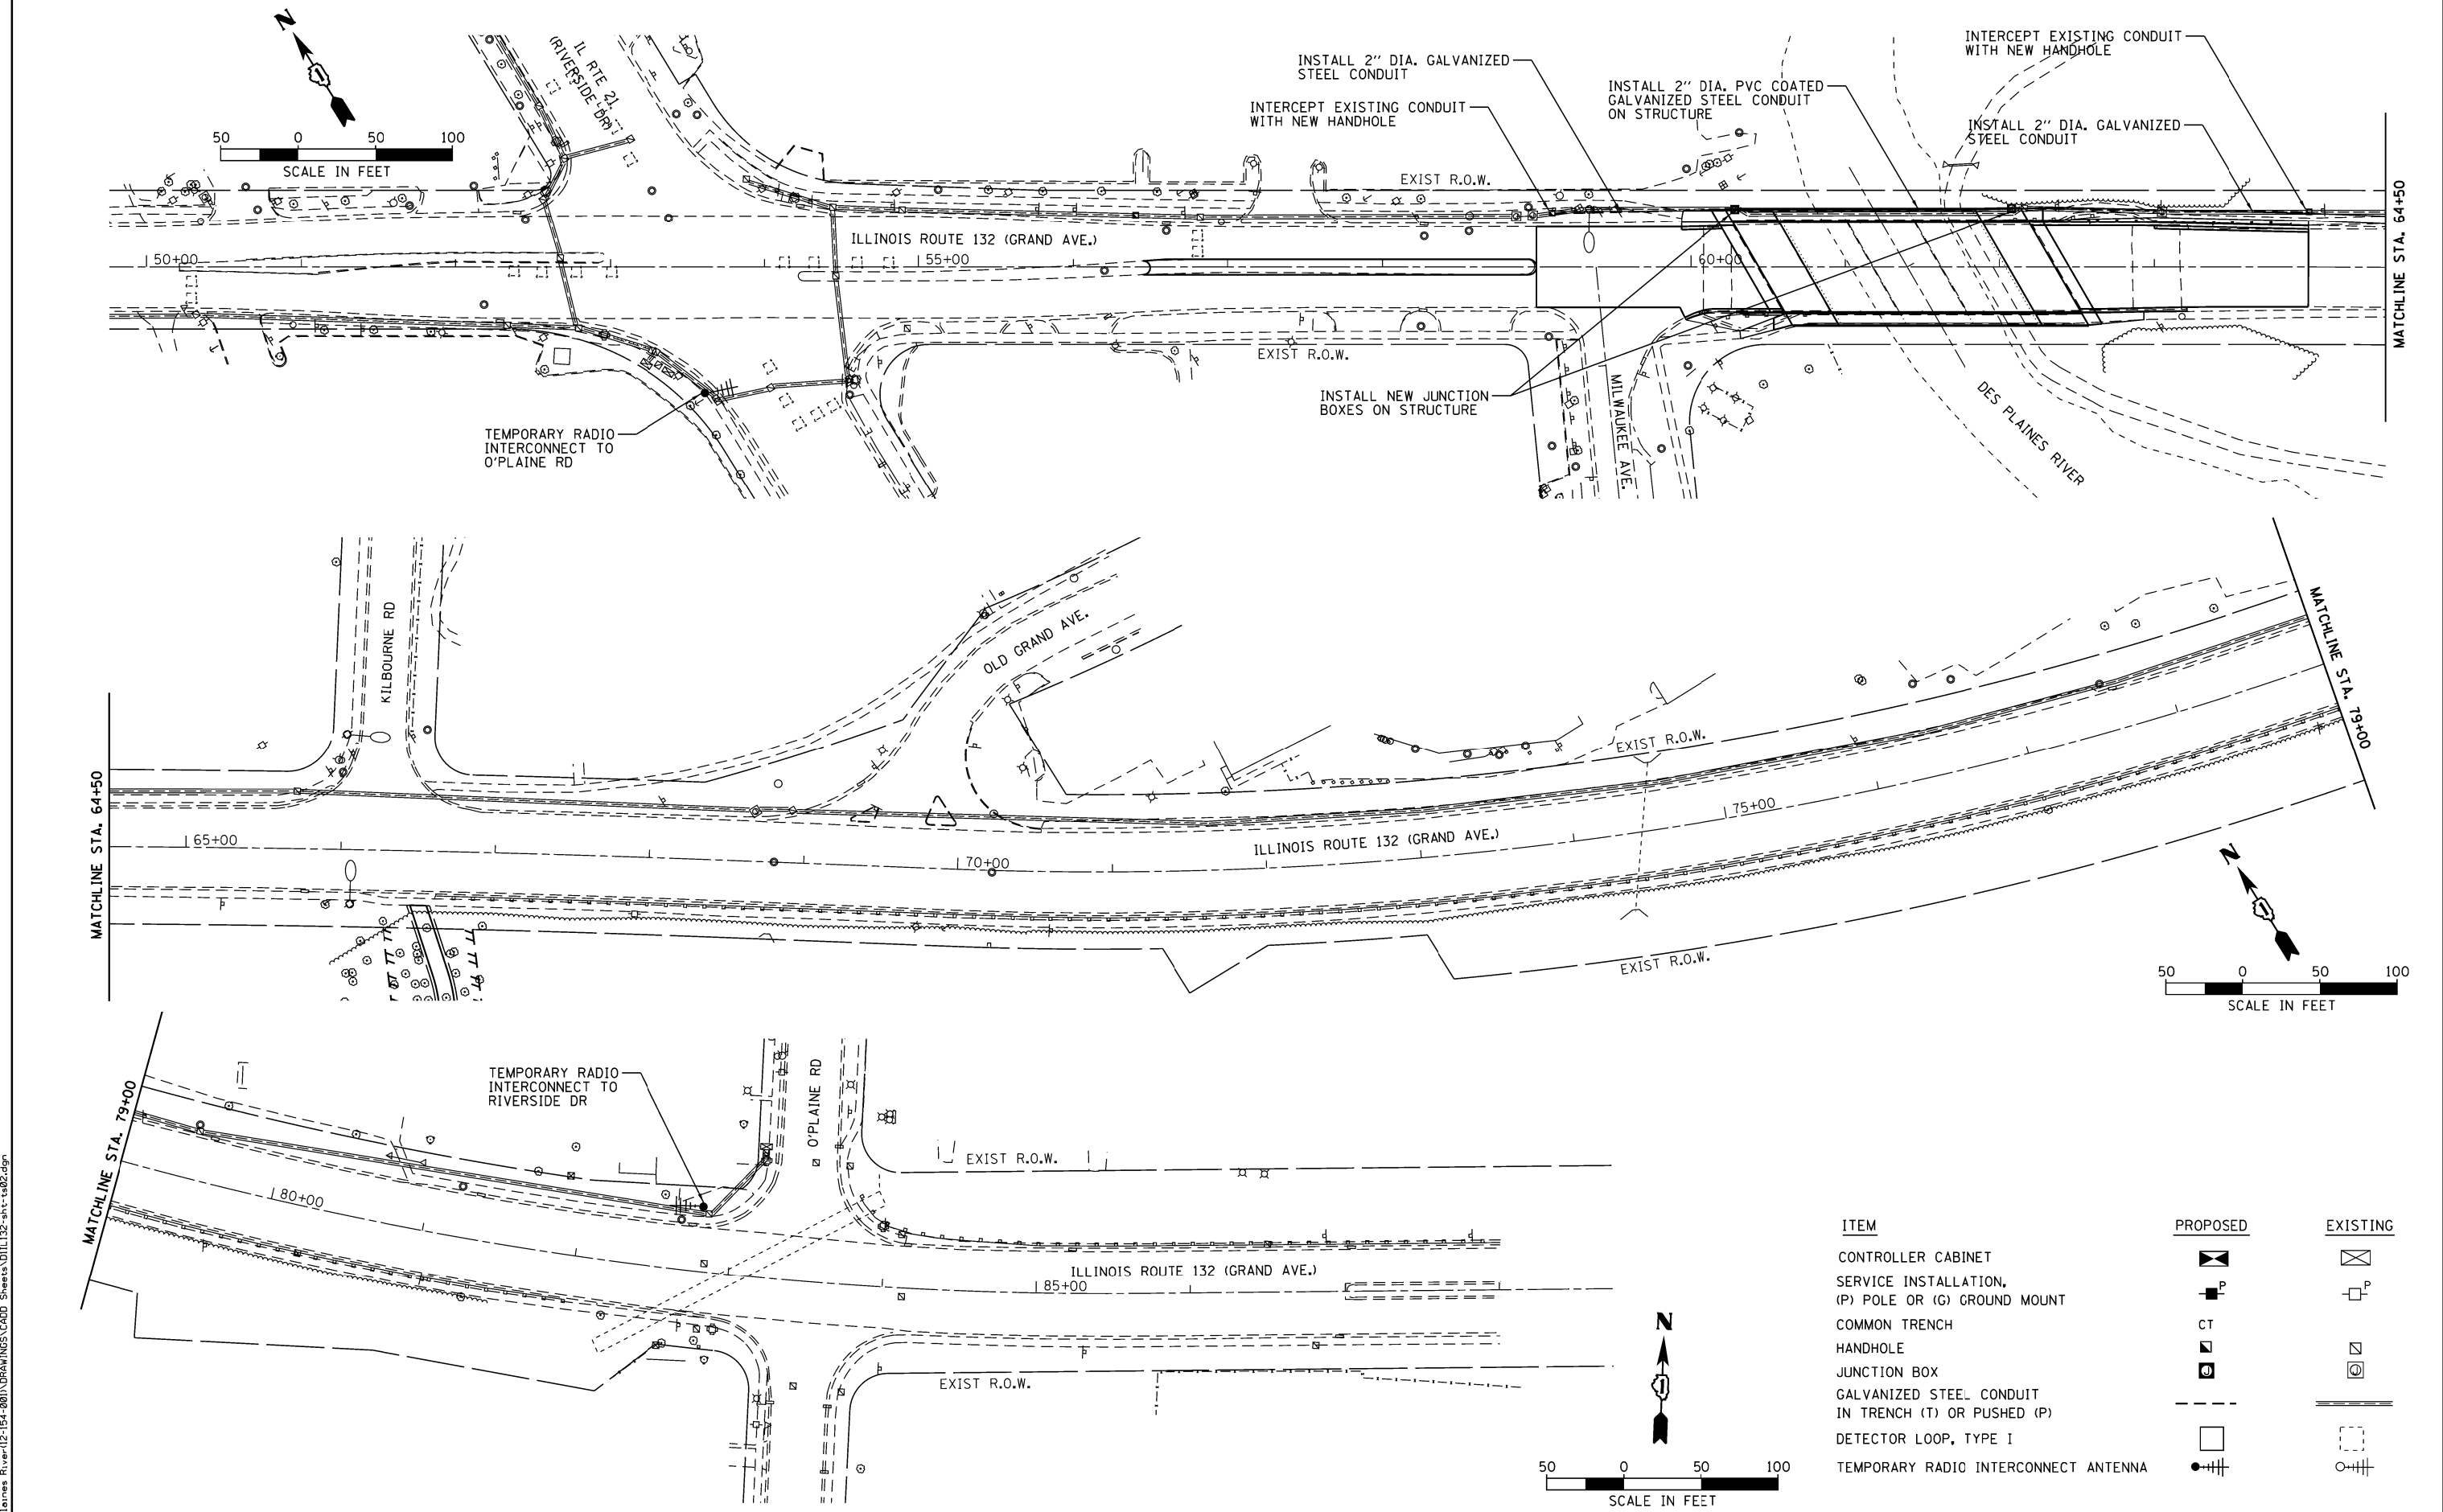 N
50 0 50 100
SCALE IN FEET
IL RTE 21
(RIVERSIDE DR)
INSTALL 2" DIA. GALVANIZED
STEEL CONDUIT
INTERCEPT EXISTING CONDUIT
WITH NEW HANDHOLE
INSTALL 2" DIA. PVC COATED
GALVANIZED STEEL CONDUIT
ON STRUCTURE
INTERCEPT EXISTING CONDUIT
WITH NEW HANDHOLE
INSTALL 2" DIA. GALVANIZED
STEEL CONDUIT
EXIST R.O.W.
ILLINOIS ROUTE 132 (GRAND AVE.)
50+00
55+00
60+00
MATCHLINE STA. 64+50
EXIST R.O.W.
INSTALL NEW JUNCTION
BOXES ON STRUCTURE
MILWAUKEE AVE.
DES PLAINES RIVER
TEMPORARY RADIO
INTERCONNECT TO
O'PLAINE RD
MATCHLINE STA. 64+50
KILBOURNE RD
OLD GRAND AVE.
EXIST R.O.W.
65+00
70+00
75+00
ILLINOIS ROUTE 132 (GRAND AVE.)
EXIST R.O.W.
MATCHLINE STA. 79+00
N
50 0 50 100
SCALE IN FEET
MATCHLINE STA. 79+00
TEMPORARY RADIO
INTERCONNECT TO
RIVERSIDE DR
O'PLAINE RD
EXIST R.O.W.
80+00
85+00
ILLINOIS ROUTE 132 (GRAND AVE.)
EXIST R.O.W.
N
50 0 50 100
SCALE IN FEET
ITEM PROPOSED EXISTING
CONTROLLER CABINET
SERVICE INSTALLATION, P P
(P) POLE OR (G) GROUND MOUNT
COMMON TRENCH CT
HANDHOLE
JUNCTION BOX J J
GALVANIZED STEEL CONDUIT
IN TRENCH (T) OR PUSHED (P)
DETECTOR LOOP, TYPE I
TEMPORARY RADIO INTERCONNECT ANTENNA